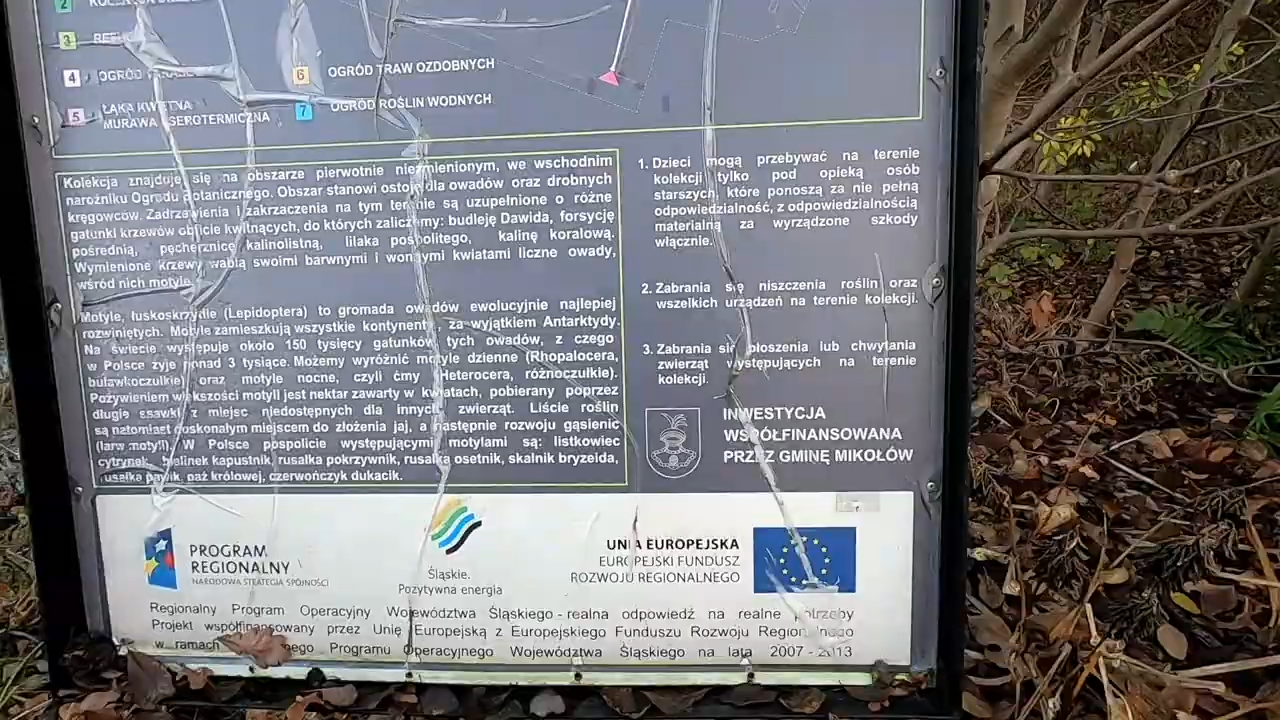 2
3
4 OGRÓD
5 ŁĄKA KWIETNA
MURAWA KSEROTERMICZNA
6 OGRÓD TRAW OZDOBNYCH
7 OGRÓD ROŚLIN WODNYCH
Kolekcja znajduje się na obszarze pierwotnie niezmienionym, we wschodnim
narożniku Ogrodu Botanicznego. Obszar stanowi ostoję dla owadów oraz drobnych
kręgowców. Zadrzewienia i zakrzaczenia na tym terenie są uzupełnione o różne
gatunki krzewów obficie kwitnących, do których zaliczamy: budleję Dawida, forsycję
pośrednią, pęcherznicę kalinolistną, lilaka pospolitego, kalinę koralową.
Wymienione krzewy wabią swoimi barwnymi i wonnymi kwiatami liczne owady,
wśród nich motyle.
Motyle, łuskoskrzydłe (Lepidoptera) to gromada owadów ewolucyjnie najlepiej
rozwiniętych. Motyle zamieszkują wszystkie kontynenty za wyjątkiem Antarktydy.
Na świecie występuje około 150 tysięcy gatunków tych owadów, z czego
w Polsce żyje ponad 3 tysiące. Możemy wyróżnić motyle dzienne (Rhopalocera,
buławkoczułkie) oraz motyle nocne, czyli ćmy (Heterocera, różnoczułkie).
Pożywieniem większości motyli jest nektar zawarty w kwiatach, pobierany poprzez
długie ssawki z miejsc niedostępnych dla innych zwierząt. Liście roślin
są natomiast doskonałym miejscem do złożenia jaj, a następnie rozwoju gąsienic
(larw motyli). W Polsce pospolicie występującymi motylami są: listkowiec
cytrynek, bielinek kapustnik, rusałka pokrzywnik, rusałka osetnik, skalnik bryzeida,
rusałka pawik, paź królowej, czerwończyk dukacik.
1. Dzieci mogą przebywać na terenie
kolekcji tylko pod opieką osób
starszych, które ponoszą za nie pełną
odpowiedzialność, z odpowiedzialnością
materialną za wyrządzone szkody
włącznie.
2. Zabrania się niszczenia roślin oraz
wszelkich urządzeń na terenie kolekcji.
3. Zabrania się płoszenia lub chwytania
zwierząt występujących na terenie
kolekcji.
INWESTYCJA
WSPÓŁFINANSOWANA
PRZEZ GMINĘ MIKOŁÓW
PROGRAM
REGIONALNY
NARODOWA STRATEGIA SPÓJNOŚCI
Śląskie.
Pozytywna energia
UNIA EUROPEJSKA
EUROPEJSKI FUNDUSZ
ROZWOJU REGIONALNEGO
Regionalny Program Operacyjny Województwa Śląskiego - realna odpowiedź na realne potrzeby
Projekt współfinansowany przez Unię Europejską z Europejskiego Funduszu Rozwoju Regionalnego
w ramach Programu Operacyjnego Województwa Śląskiego na lata 2007 - 2013